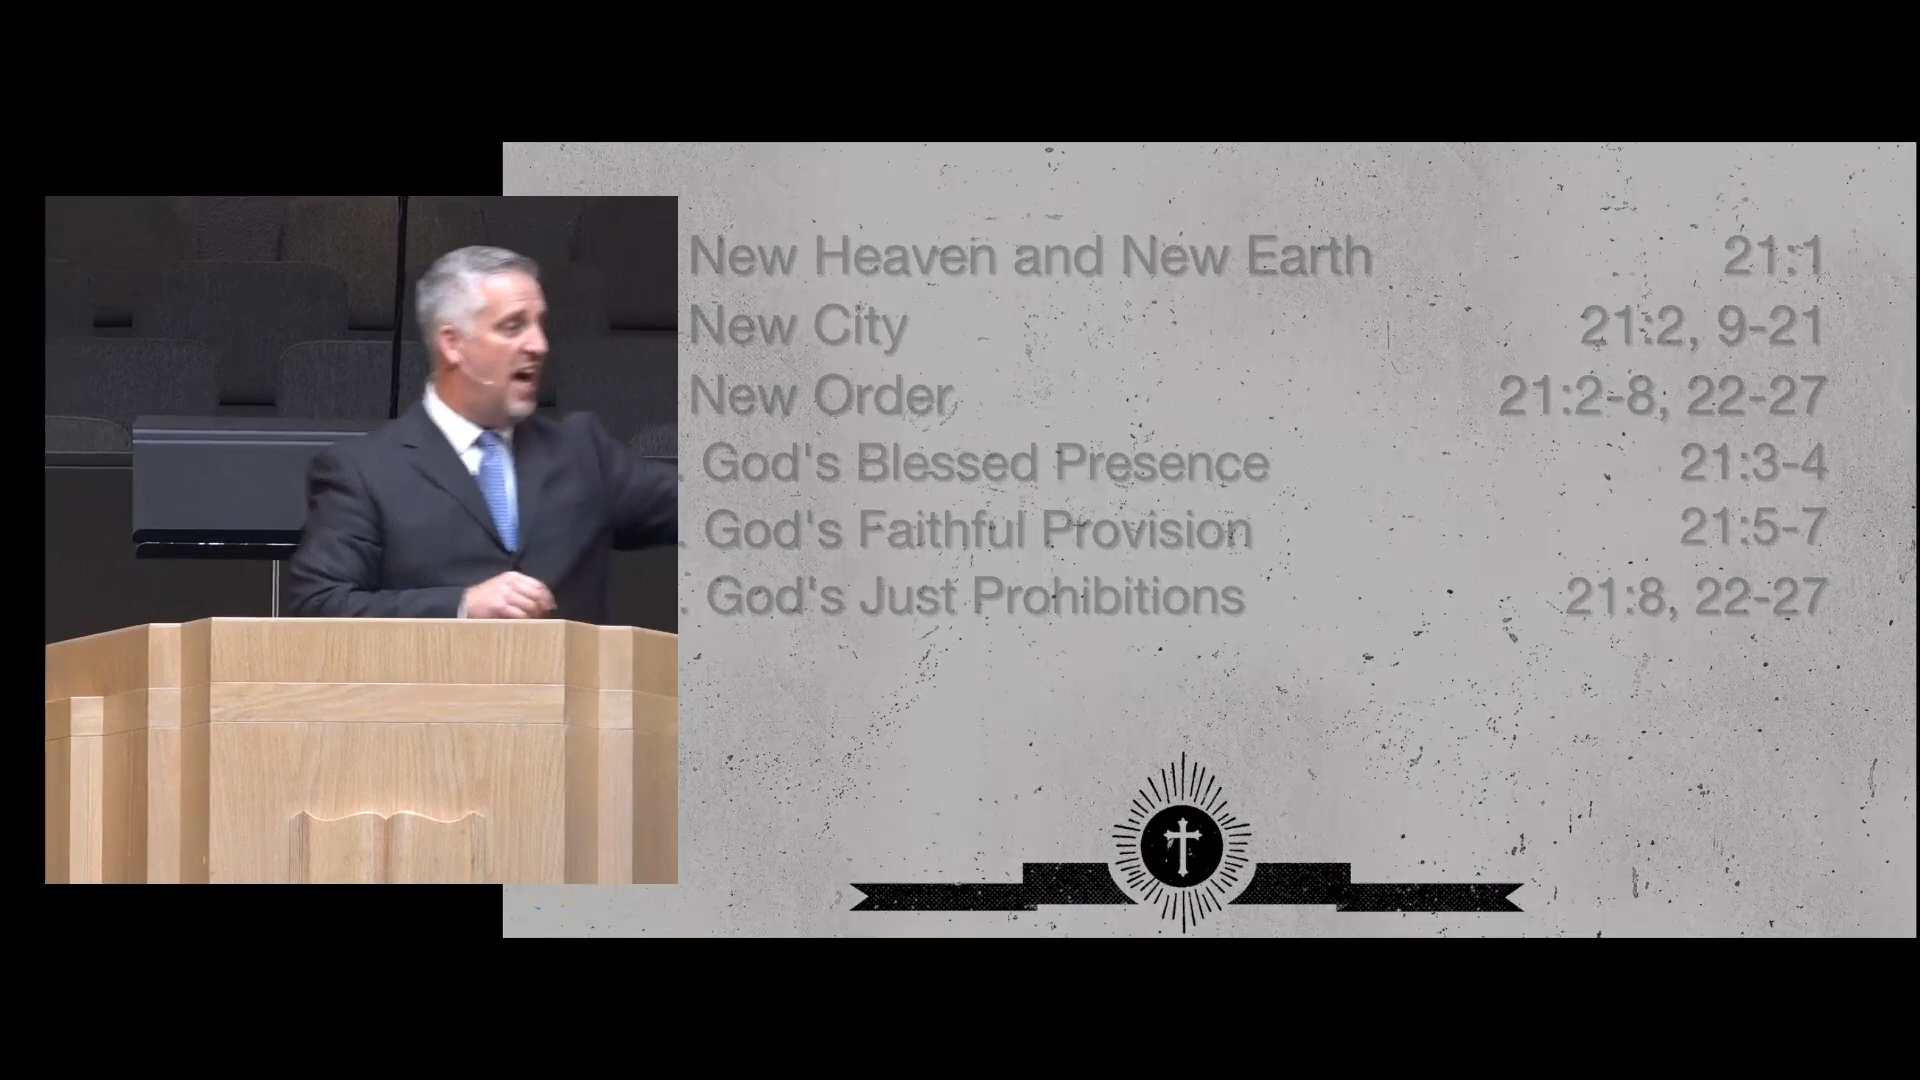 New Heaven and New Earth 21:1
New City 21:2, 9-21
New Order 21:2-8, 22-27
. God's Blessed Presence 21:3-4
. God's Faithful Provision 21:5-7
. God's Just Prohibitions 21:8, 22-27